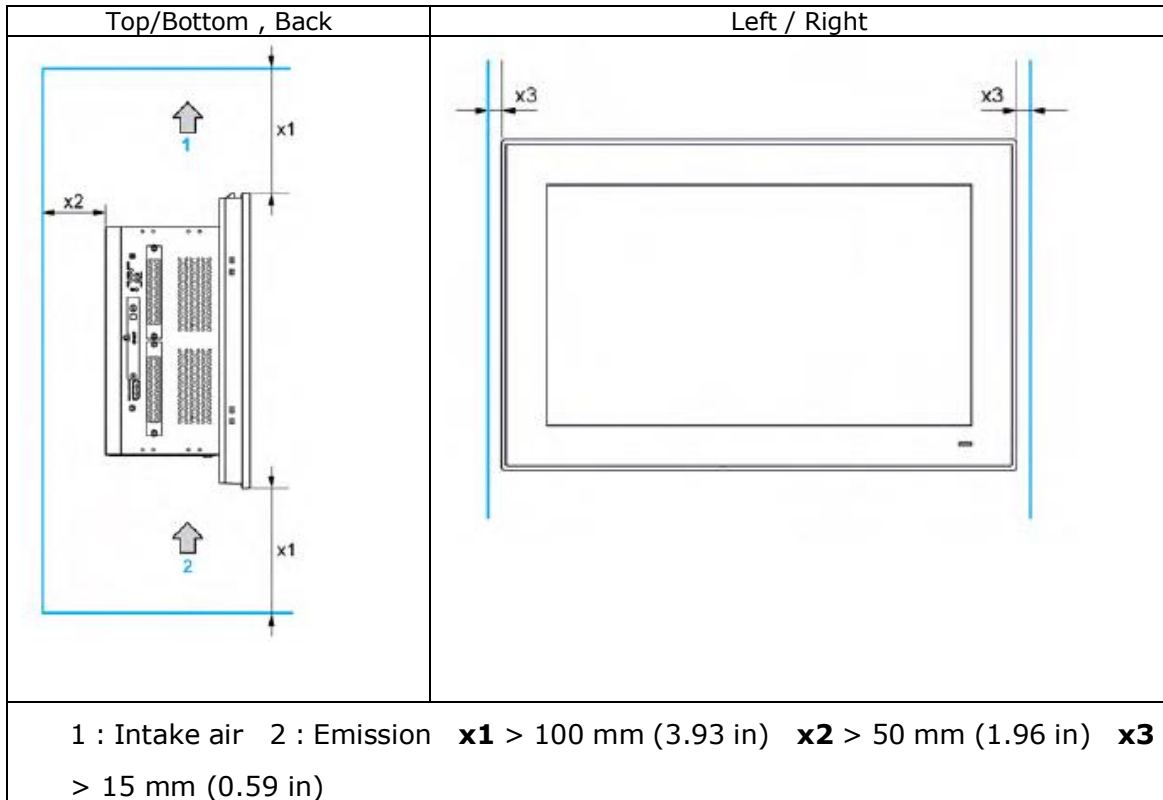 Top/Bottom , Back
Left / Right
x1
1
x2
x1
2
x3
x3
1 : Intake air 2 : Emission x1 > 100 mm (3.93 in) x2 > 50 mm (1.96 in) x3
> 15 mm (0.59 in)